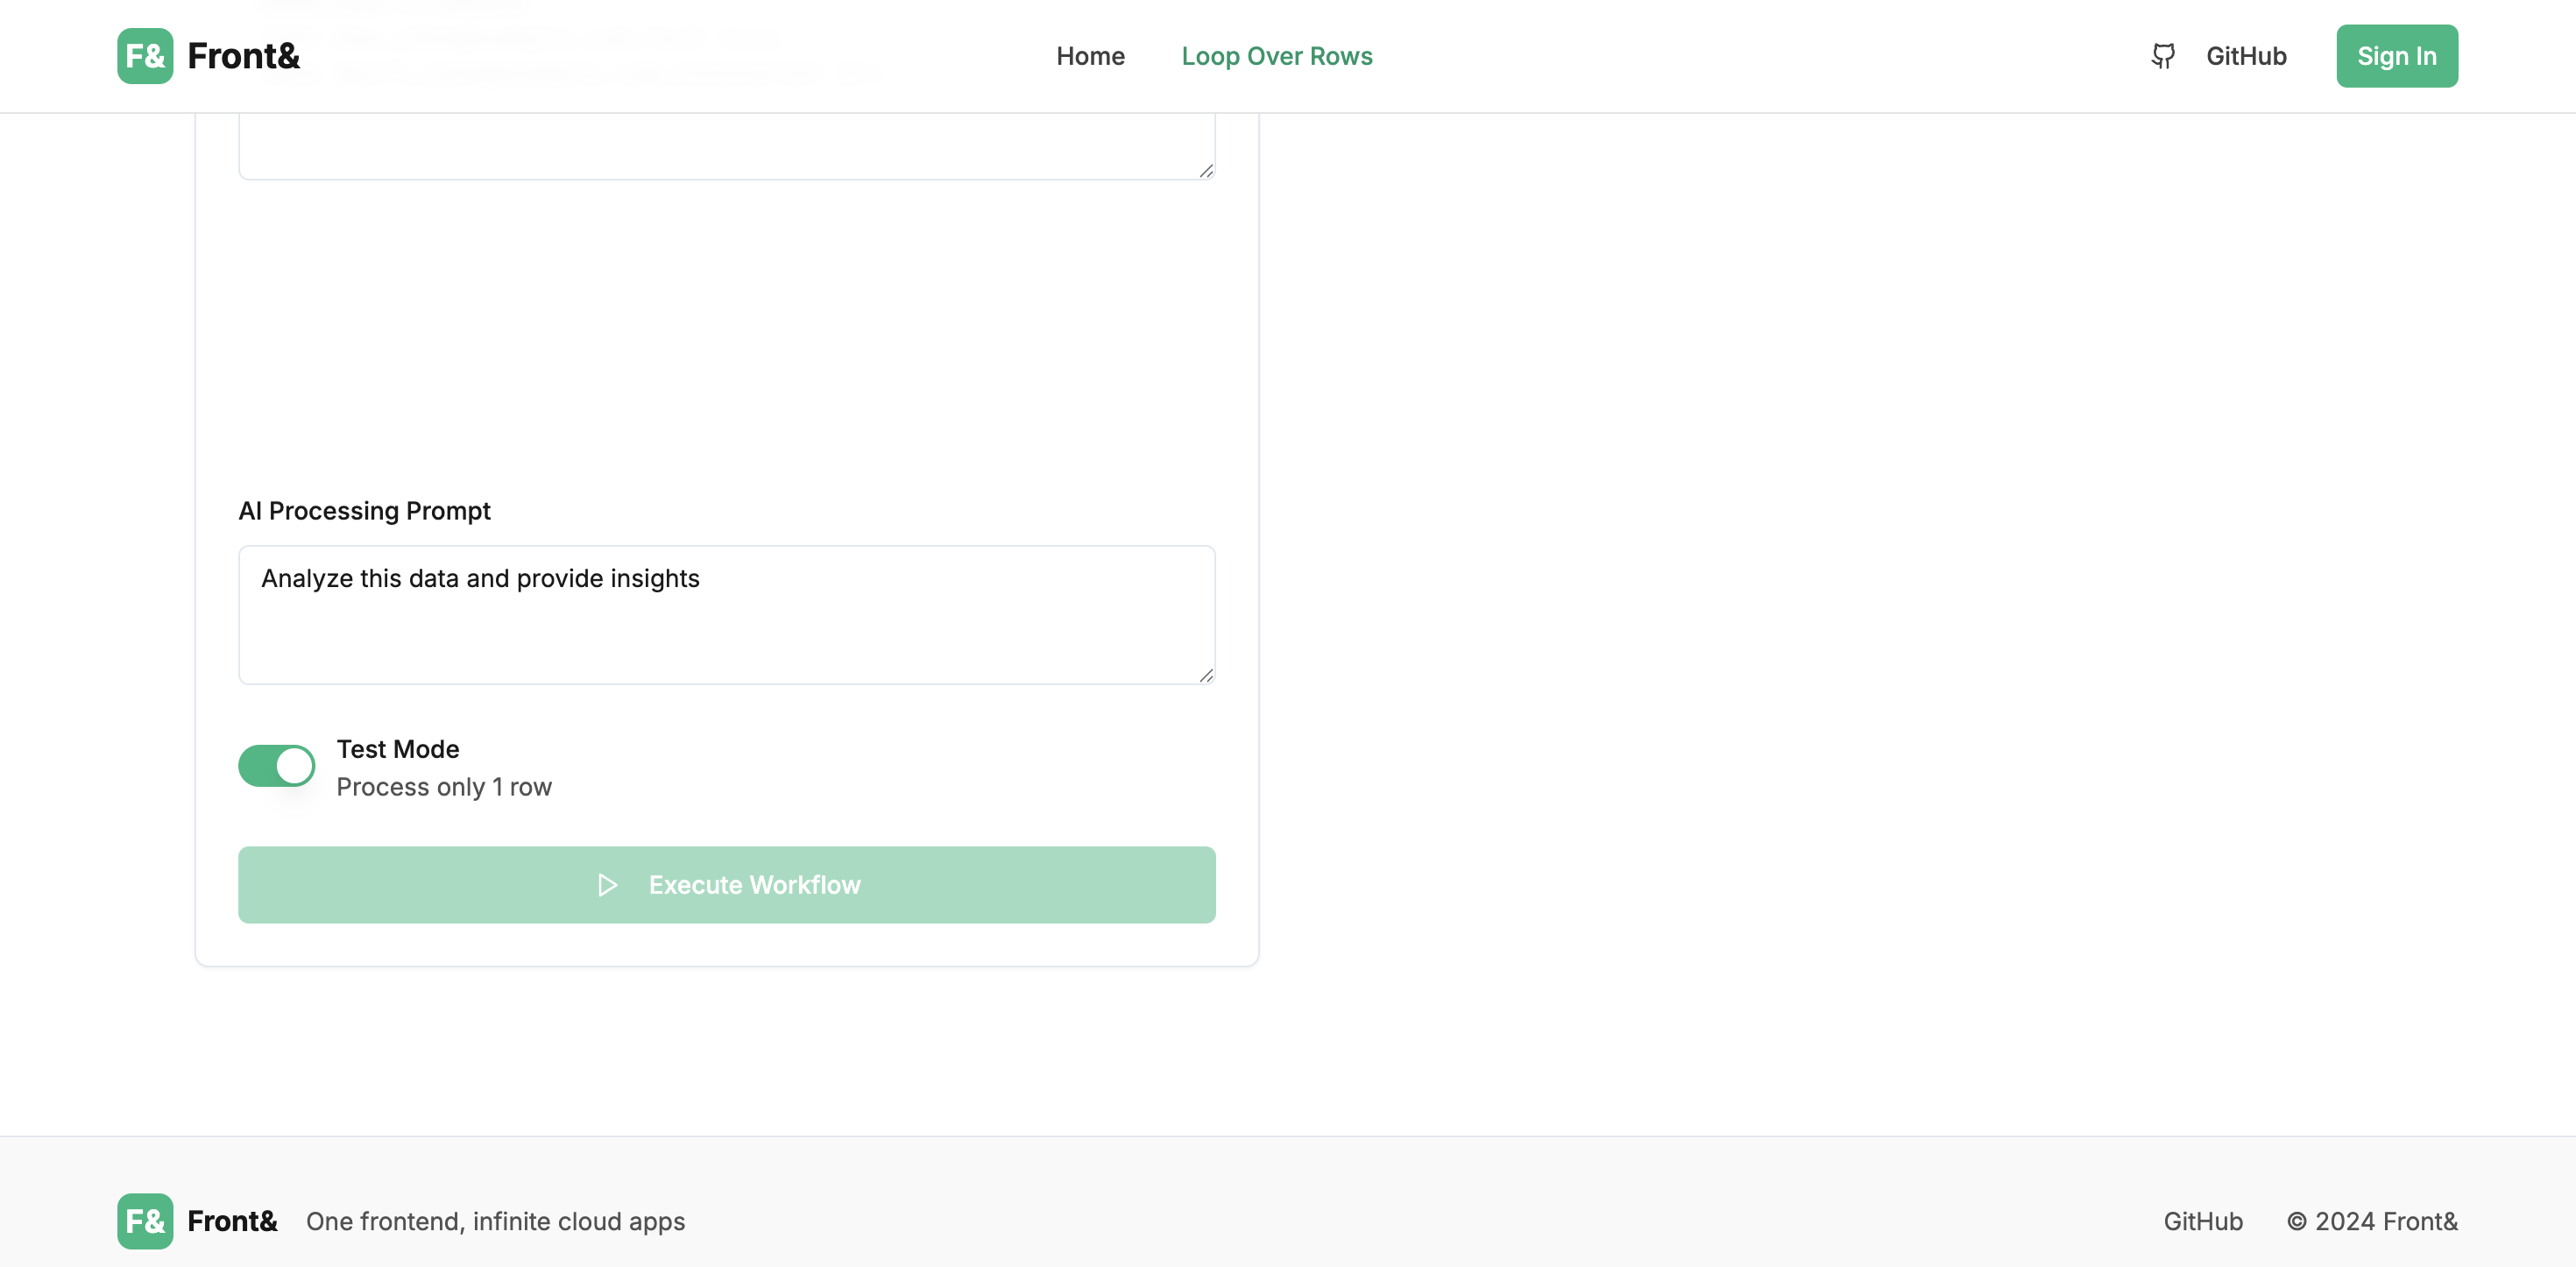 F& Front&
Home
Loop Over Rows
GitHub
Sign In
AI Processing Prompt
Analyze this data and provide insights
Test Mode
Process only 1 row
Execute Workflow
F& Front& One frontend, infinite cloud apps
GitHub
© 2024 Front&